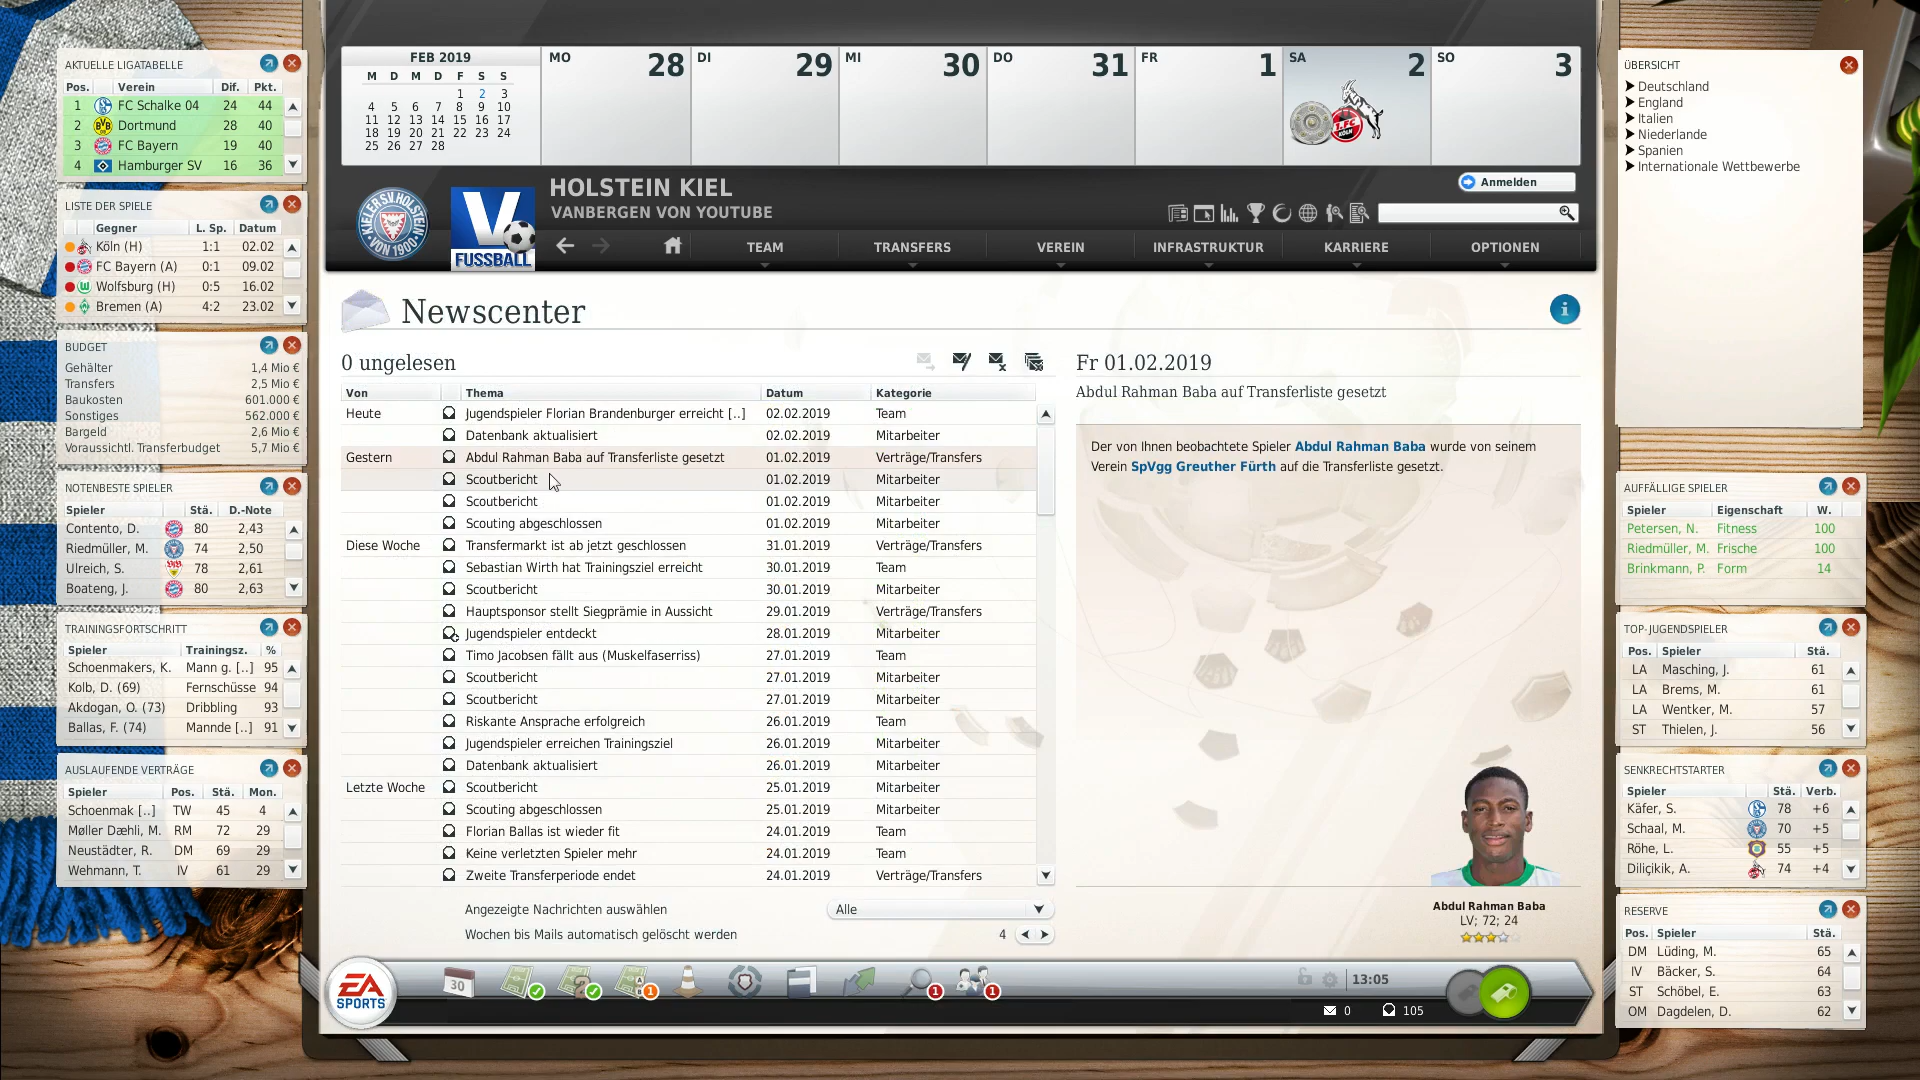 AKTUELLE LIGATABELLE
Pos. Verein Dif. Pkt.
1 FC Schalke 04 24 44
2 Dortmund 28 40
3 FC Bayern 19 40
4 Hamburger SV 16 36
LISTE DER SPIELE
Gegner L. Sp. Datum
Köln (H) 1:1 02.02
FC Bayern (A) 0:1 09.02
Wolfsburg (H) 0:5 16.02
Bremen (A) 4:2 23.02
BUDGET
Gehälter 1,4 Mio €
Transfers 2,5 Mio €
Baukosten 601.000 €
Sonstiges 562.000 €
Bargeld 2,6 Mio €
Voraussichtl. Transferbudget 5,7 Mio €
NOTENBESTE SPIELER
Spieler Stä. D.-Note
Contento, D. 80 2,43
Riedmüller, M. 74 2,50
Ulreich, S. 78 2,61
Boateng, J. 80 2,63
TRAININGSFORTSCHRITT
Spieler Trainingsz. %
Schoenmakers, K. Mann g. [..] 95
Kolb, D. (69) Fernschüsse 94
Akdogan, O. (73) Dribbling 93
Ballas, F. (74) Mannde [..] 91
AUSLAUFENDE VERTRÄGE
Spieler Pos. Stä. Mon.
Schoenmak [..] TW 45 4
Møller Dæhli, M. RM 72 29
Neustädter, R. DM 69 29
Wehmann, T. IV 61 29
FEB 2019
M D M D F S S
1 2 3
4 5 6 7 8 9 10
11 12 13 14 15 16 17
18 19 20 21 22 23 24
25 26 27 28
MO 28 DI 29 MI 30 DO 31 FR 1 SA 2 SO 3
1.FC KÖLN
KIELER S.V. HOLSTEIN VON 1900
V FUSSBALL
HOLSTEIN KIEL
VANBERGEN VON YOUTUBE
Anmelden
TEAM TRANSFERS VEREIN INFRASTRUKTUR KARRIERE OPTIONEN
Newscenter
0 ungelesen
Von Thema Datum Kategorie
Heute Jugendspieler Florian Brandenburger erreicht [..] 02.02.2019 Team
Datenbank aktualisiert 02.02.2019 Mitarbeiter
Gestern Abdul Rahman Baba auf Transferliste gesetzt 01.02.2019 Verträge/Transfers
Scoutbericht 01.02.2019 Mitarbeiter
Scoutbericht 01.02.2019 Mitarbeiter
Scouting abgeschlossen 01.02.2019 Mitarbeiter
Diese Woche Transfermarkt ist ab jetzt geschlossen 31.01.2019 Verträge/Transfers
Sebastian Wirth hat Trainingsziel erreicht 30.01.2019 Team
Scoutbericht 30.01.2019 Mitarbeiter
Hauptsponsor stellt Siegprämie in Aussicht 29.01.2019 Verträge/Transfers
Jugendspieler entdeckt 28.01.2019 Mitarbeiter
Timo Jacobsen fällt aus (Muskelfaserriss) 27.01.2019 Team
Scoutbericht 27.01.2019 Mitarbeiter
Scoutbericht 27.01.2019 Mitarbeiter
Riskante Ansprache erfolgreich 26.01.2019 Team
Jugendspieler erreichen Trainingsziel 26.01.2019 Mitarbeiter
Datenbank aktualisiert 26.01.2019 Mitarbeiter
Letzte Woche Scoutbericht 25.01.2019 Mitarbeiter
Scouting abgeschlossen 25.01.2019 Mitarbeiter
Florian Ballas ist wieder fit 24.01.2019 Team
Keine verletzten Spieler mehr 24.01.2019 Team
Zweite Transferperiode endet 24.01.2019 Verträge/Transfers
Angezeigte Nachrichten auswählen Alle
Wochen bis Mails automatisch gelöscht werden 4
Fr 01.02.2019
Abdul Rahman Baba auf Transferliste gesetzt
Der von Ihnen beobachtete Spieler Abdul Rahman Baba wurde von seinem
Verein SpVgg Greuther Fürth auf die Transferliste gesetzt.
Abdul Rahman Baba
LV; 72; 24
EA SPORTS
30
1
1
1
13:05
0 105
ÜBERSICHT
Deutschland
England
Italien
Niederlande
Spanien
Internationale Wettbewerbe
AUFFÄLLIGE SPIELER
Spieler Eigenschaft W.
Petersen, N. Fitness 100
Riedmüller, M. Frische 100
Brinkmann, P. Form 14
TOP-JUGENDSPIELER
Pos. Spieler Stä.
LA Masching, J. 61
LA Brems, M. 61
LA Wentker, M. 57
ST Thielen, J. 56
SENKRECHTSTARTER
Spieler Stä. Verb.
Käfer, S. 78 +6
Schaal, M. 70 +5
Röhe, L. 55 +5
Diliçikik, A. 74 +4
RESERVE
Pos. Spieler Stä.
DM Lüding, M. 65
IV Bäcker, S. 64
ST Schöbel, E. 63
OM Dagdelen, D. 62